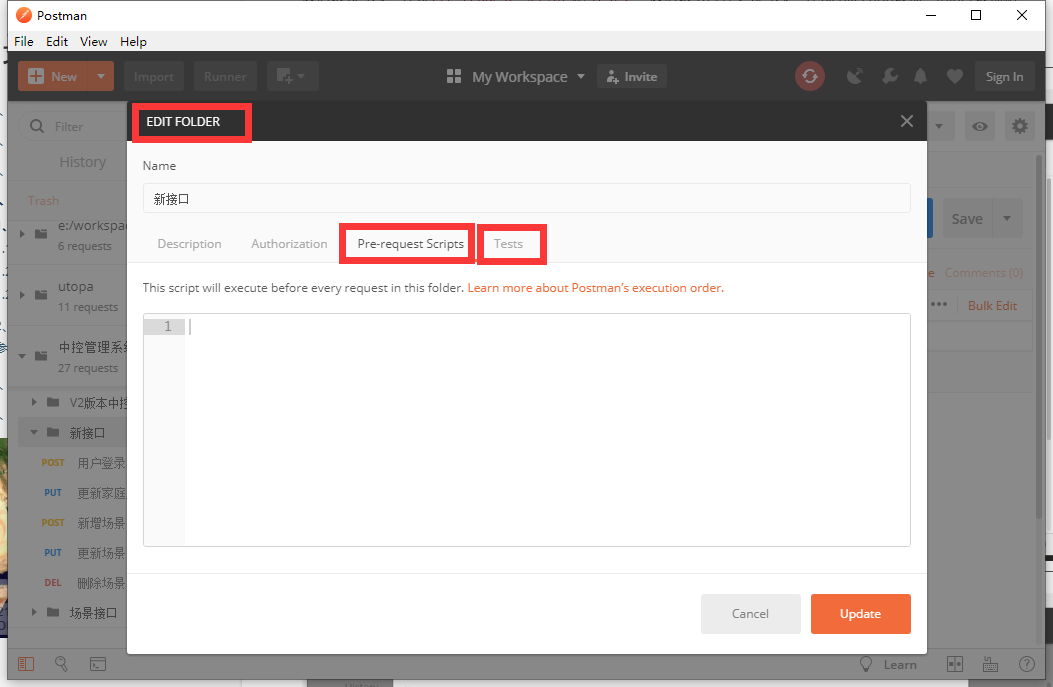 Postman
File Edit View Help
New Import Runner My Workspace Invite Sign In
EDIT FOLDER
Filter
Name
History
新接口
Trash
e:/workspac
6 requests
Save
Description Authorization Pre-request Scripts Tests
Comments (0)
This script will execute before every request in this folder. Learn more about Postman's execution order.
utopa
11 requests
Bulk Edit
1
中控管理系统
27 requests
V2版本中控
新接口
POST 用户登录
PUT 更新家庭
POST 新增场景
PUT 更新场景
DEL 删除场景
场景接口
Cancel Update
Learn